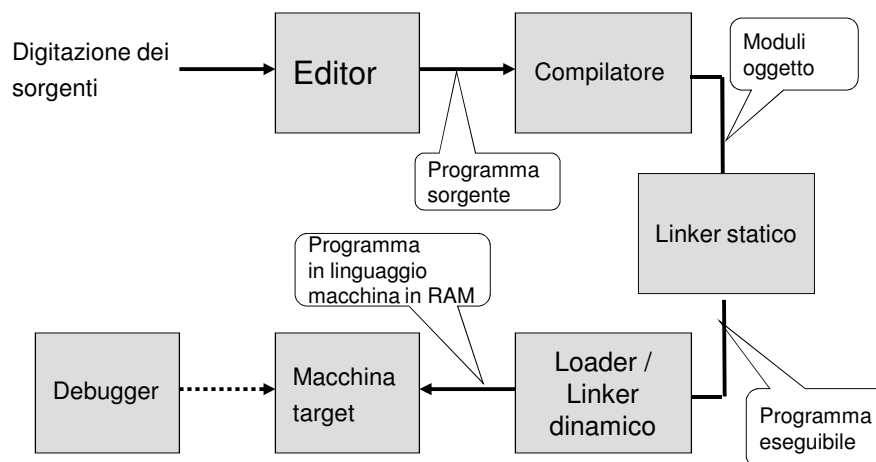 Digitazione dei
sorgenti
Editor
Compilatore
Moduli
oggetto
Programma
sorgente
Linker statico
Programma
in linguaggio
macchina in RAM
Debugger
Macchina
target
Loader /
Linker
dinamico
Programma
eseguibile